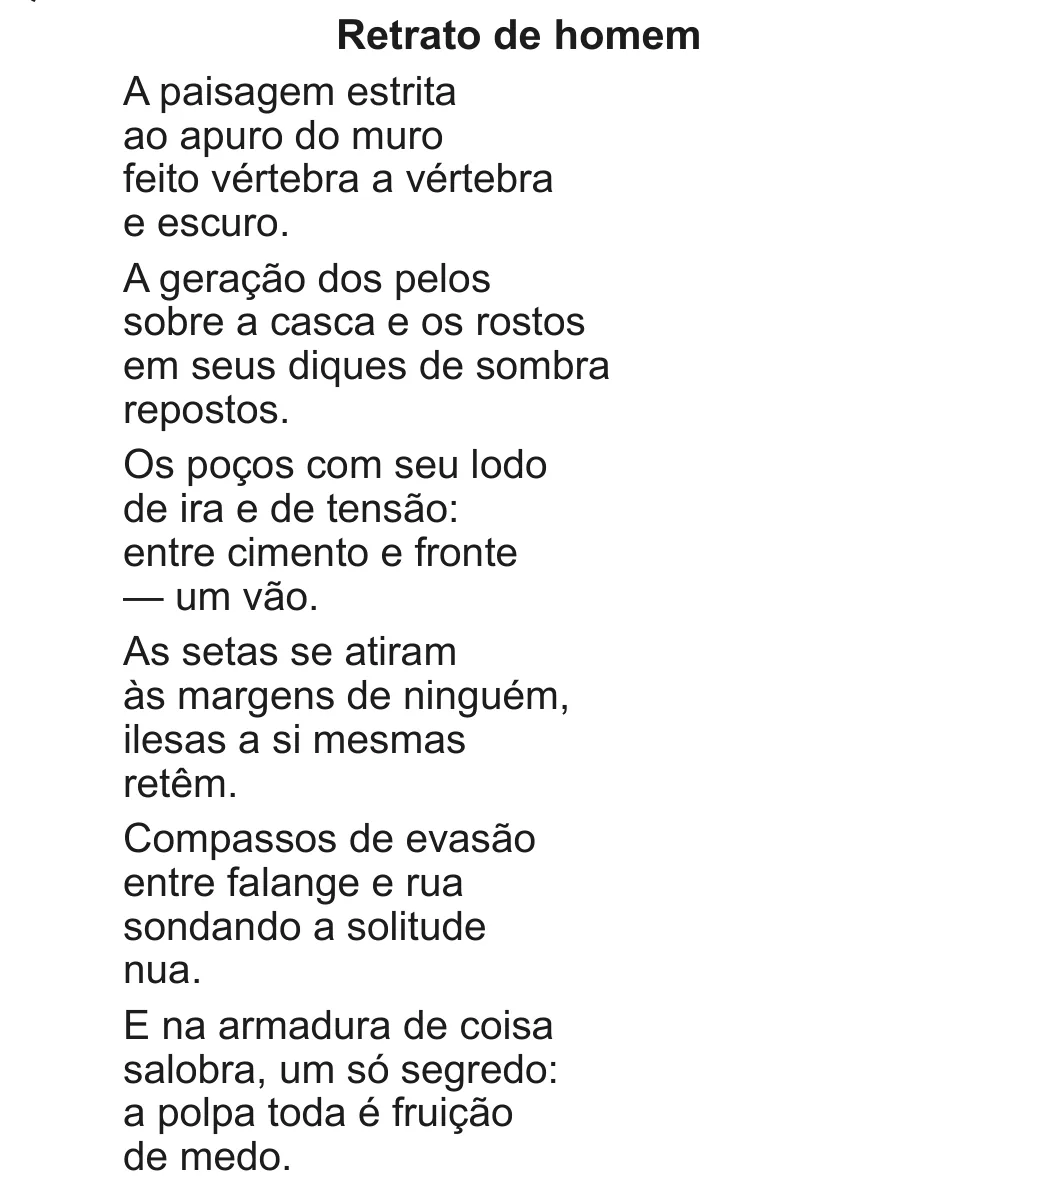 Retrato de homem
A paisagem estrita
ao apuro do muro
feito vértebra a vértebra
e escuro.
A geração dos pelos
sobre a casca e os rostos
em seus diques de sombra
repostos.
Os poços com seu lodo
de ira e de tensão:
entre cimento e fronte
— um vão.
As setas se atiram
às margens de ninguém,
ilesas a si mesmas
retêm.
Compassos de evasão
entre falange e rua
sondando a solitude
nua.
E na armadura de coisa
salobra, um só segredo:
a polpa toda é fruição
de medo.